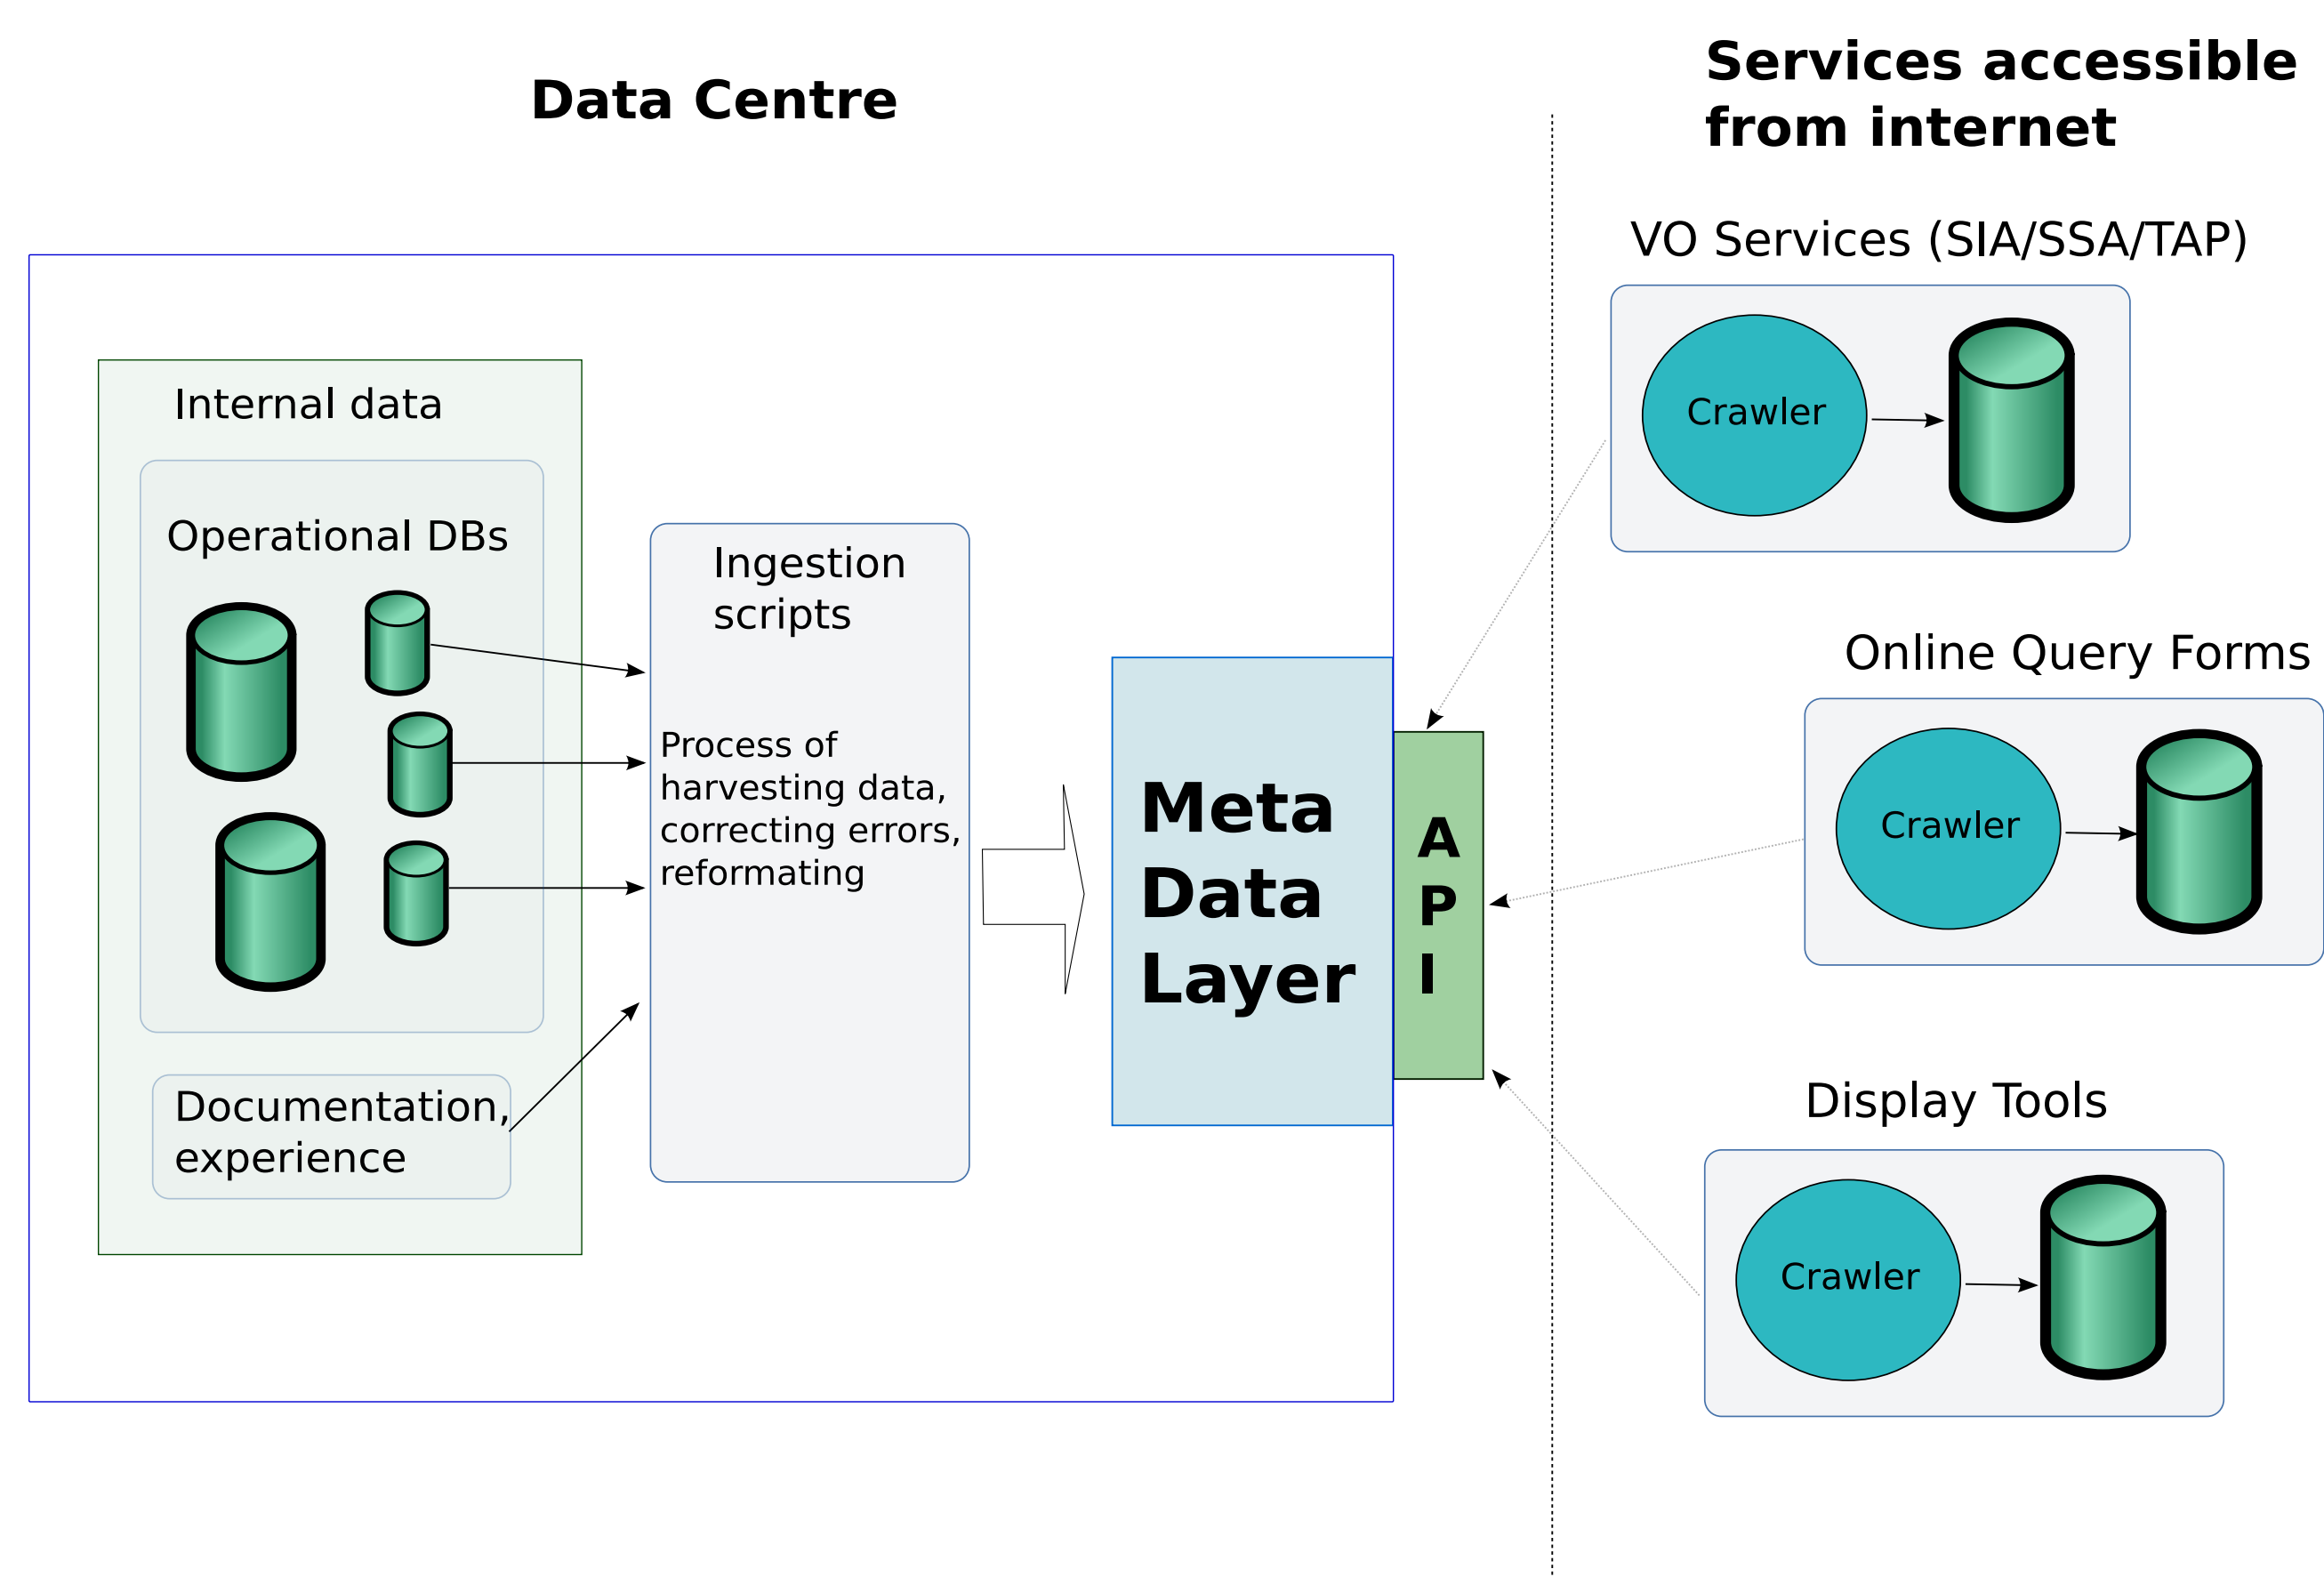 Data Centre
Services accessible
from internet
VO Services (SIA/SSA/TAP)
Crawler
Internal data
Operational DBs
Ingestion
scripts
Process of
harvesting data,
correcting errors,
reformating
Documentation,
experience
Meta
Data
Layer
A
P
I
Online Query Forms
Crawler
Display Tools
Crawler